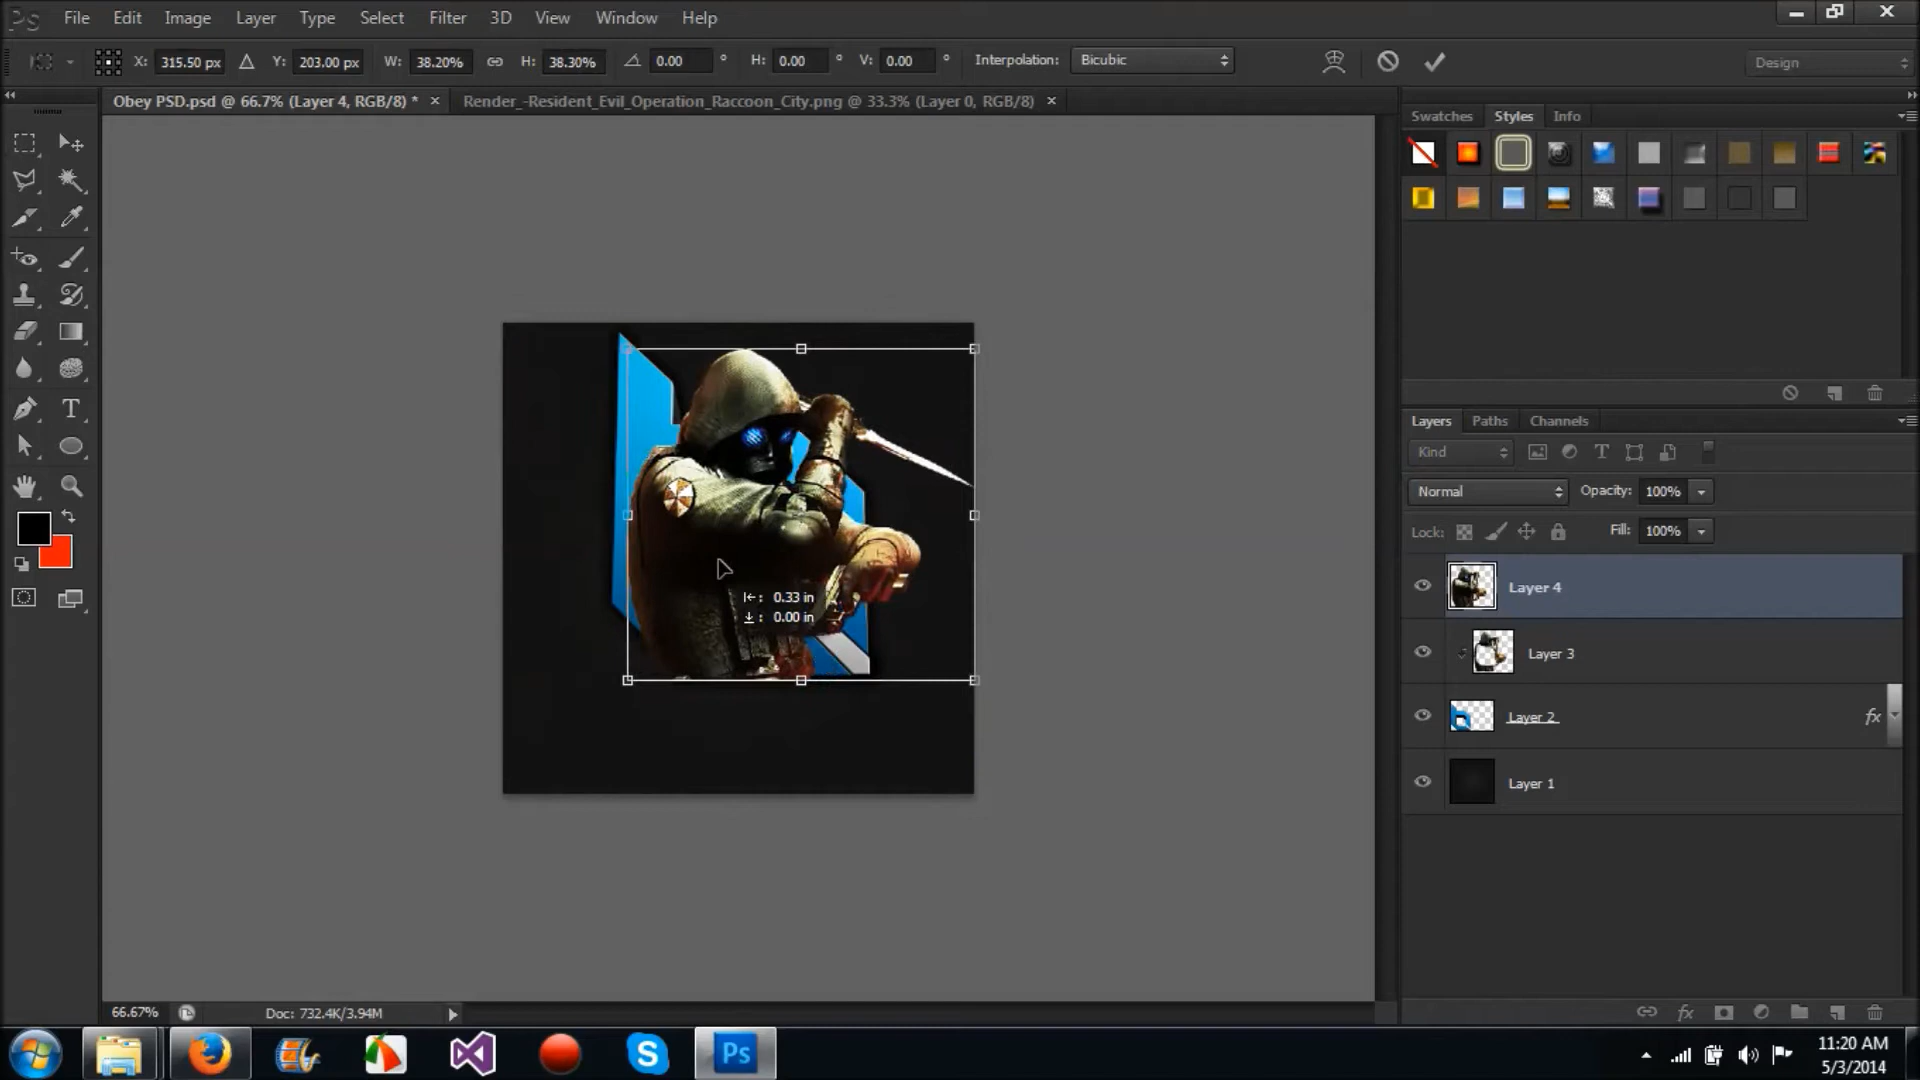 Ps File Edit Image Layer Type Select Filter 3D View Window Help
X: 315.50 px Y: 203.00 px W: 38.20% H: 38.30% 0.00 ° H: 0.00 ° V: 0.00 ° Interpolation: Bicubic Design
Obey PSD.psd @ 66.7% (Layer 4, RGB/8) * × Render_-Resident_Evil_Operation_Raccoon_City.png @ 33.3% (Layer 0, RGB/8) ×
Swatches Styles Info
Layers Paths Channels
Kind
Normal Opacity: 100%
Lock: Fill: 100%
Layer 4
Layer 3
Layer 2 fx
Layer 1
: 0.33 in
: 0.00 in
66.67% Doc: 732.4K/3.94M
fx
S Ps
11:20 AM
5/3/2014